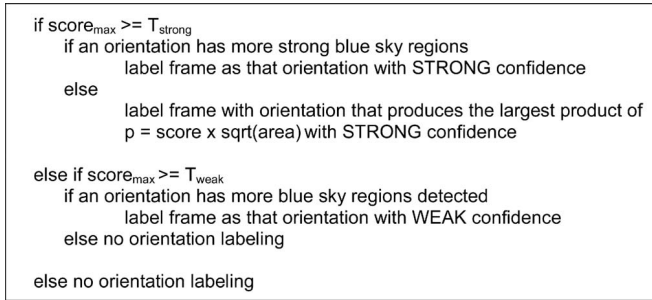 if score_max >= T_strong
if an orientation has more strong blue sky regions
label frame as that orientation with STRONG confidence
else
label frame with orientation that produces the largest product of
p = score x sqrt(area) with STRONG confidence
else if score_max >= T_weak
if an orientation has more blue sky regions detected
label frame as that orientation with WEAK confidence
else no orientation labeling
else no orientation labeling